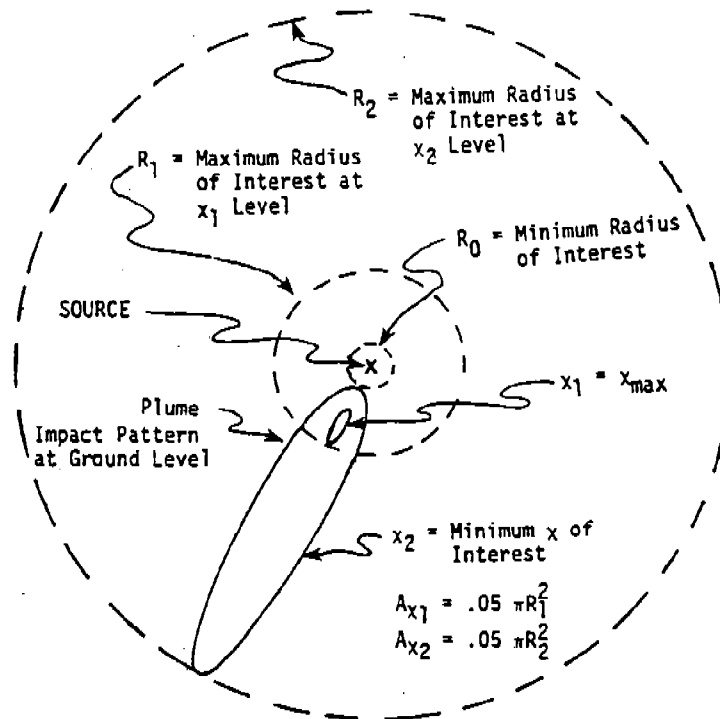 R₂ = Maximum Radius
of Interest at
x₂ Level
R₁ = Maximum Radius
of Interest at
x₁ Level
R₀ = Minimum Radius
of Interest
SOURCE
x
x₁ = xmax
Plume
Impact Pattern
at Ground Level
x₂ = Minimum x of
Interest
Ax₁ = .05 πR₁²
Ax₂ = .05 πR₂²